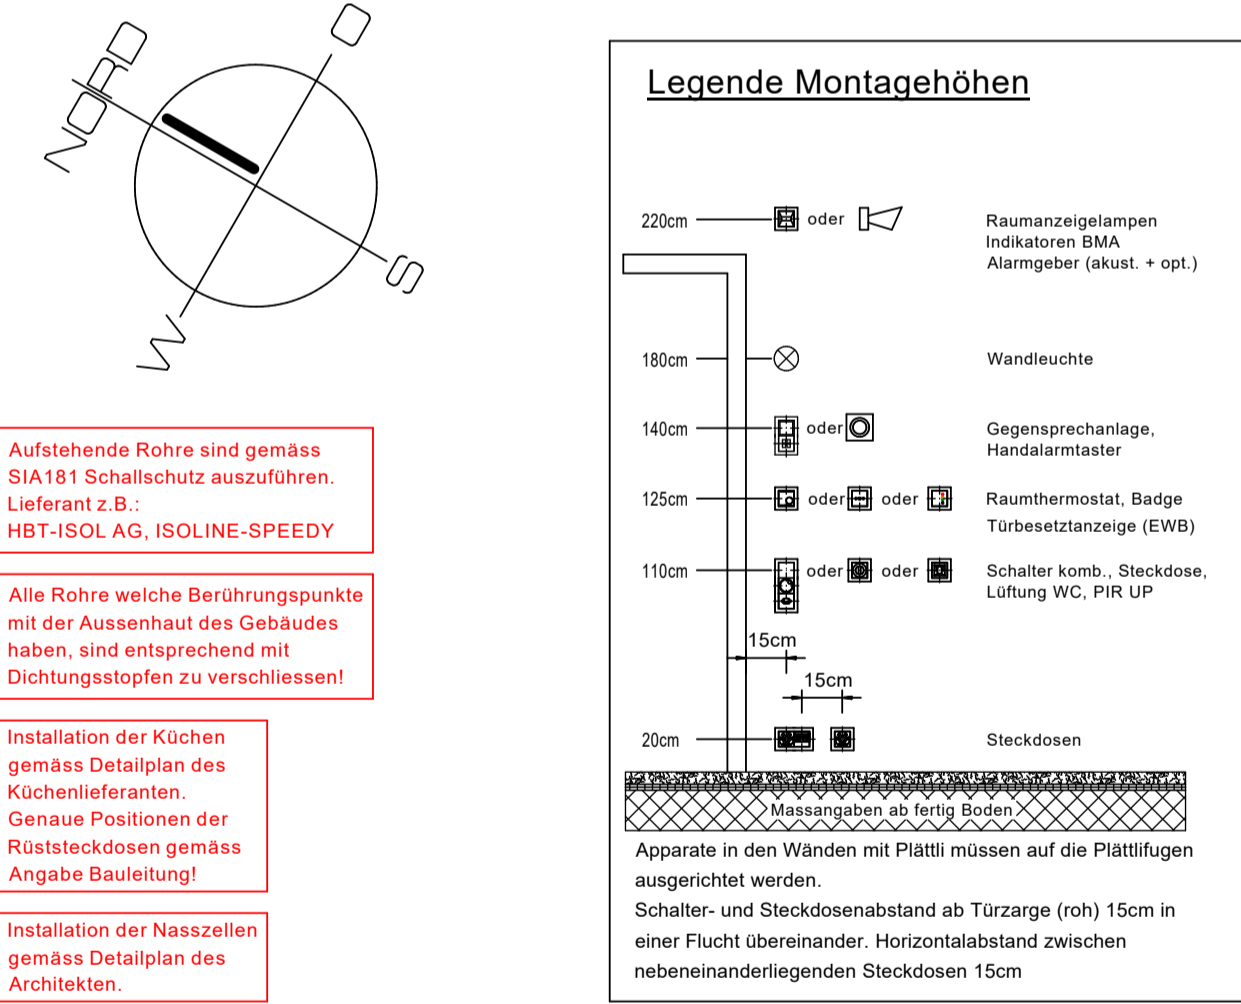 NORD
O
S
W
Aufstehende Rohre sind gemäss
SIA181 Schallschutz auszuführen.
Lieferant z.B.:
HBT-ISOL AG, ISOLINE-SPEEDY
Alle Rohre welche Berührungspunkte
mit der Aussenhaut des Gebäudes
haben, sind entsprechend mit
Dichtungsstopfen zu verschliessen!
Installation der Küchen
gemäss Detailplan des
Küchenlieferanten.
Genaue Positionen der
Rüststeckdosen gemäss
Angabe Bauleitung!
Installation der Nasszellen
gemäss Detailplan des
Architekten.
Legende Montagehöhen
220cm oder Raumanzeigelampen
Indikatoren BMA
Alarmgeber (akust. + opt.)
180cm Wandleuchte
140cm oder Gegensprechanlage,
Handalarmtaster
125cm oder oder Raumthermostat, Badge
Türbesetztanzeige (EWB)
110cm oder oder Schalter komb., Steckdose,
Lüftung WC, PIR UP
15cm
15cm
20cm Steckdosen
Massangaben ab fertig Boden
Apparate in den Wänden mit Plättli müssen auf die Plättlifugen
ausgerichtet werden.
Schalter- und Steckdosenabstand ab Türzarge (roh) 15cm in
einer Flucht übereinander. Horizontalabstand zwischen
nebeneinanderliegenden Steckdosen 15cm